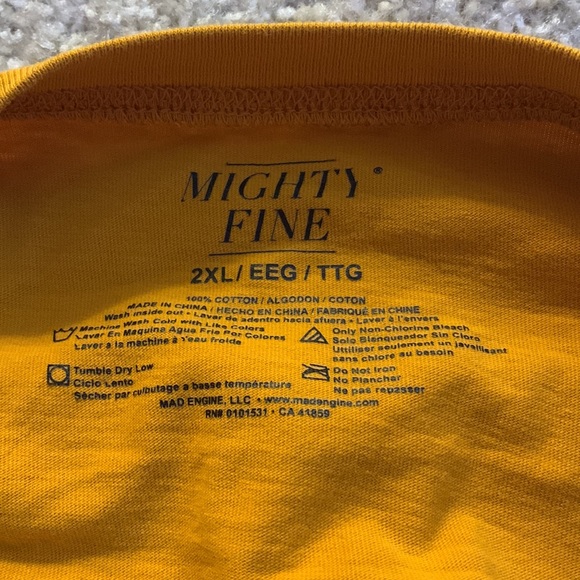 MIGHTY®
FINE
2XL / EEG / TTG
100% COTTON / ALGODON / COTON
MADE IN CHINA / HECHO EN CHINA / FABRIQUÉ EN CHINE
Wash inside out • Lavar de adentro hacia afuera • Laver à l'envers
Machine Wash Cold with Like Colors
Lavar En Maquina Agua Fria Por Colores
Laver a la machine à l'eau froide
Only Non-Chlorine Bleach
Solo Blanqueador Sin Cloro
Utiliser seulement un javellisant
sans chlore au besoin
Tumble Dry Low
Ciclo Lento
Sécher par culbutage a basse température
Do Not Iron
No Planchar
Ne pas repasser
MAD ENGINE, LLC • www.madengine.com
RN# 0101531 • CA 41859